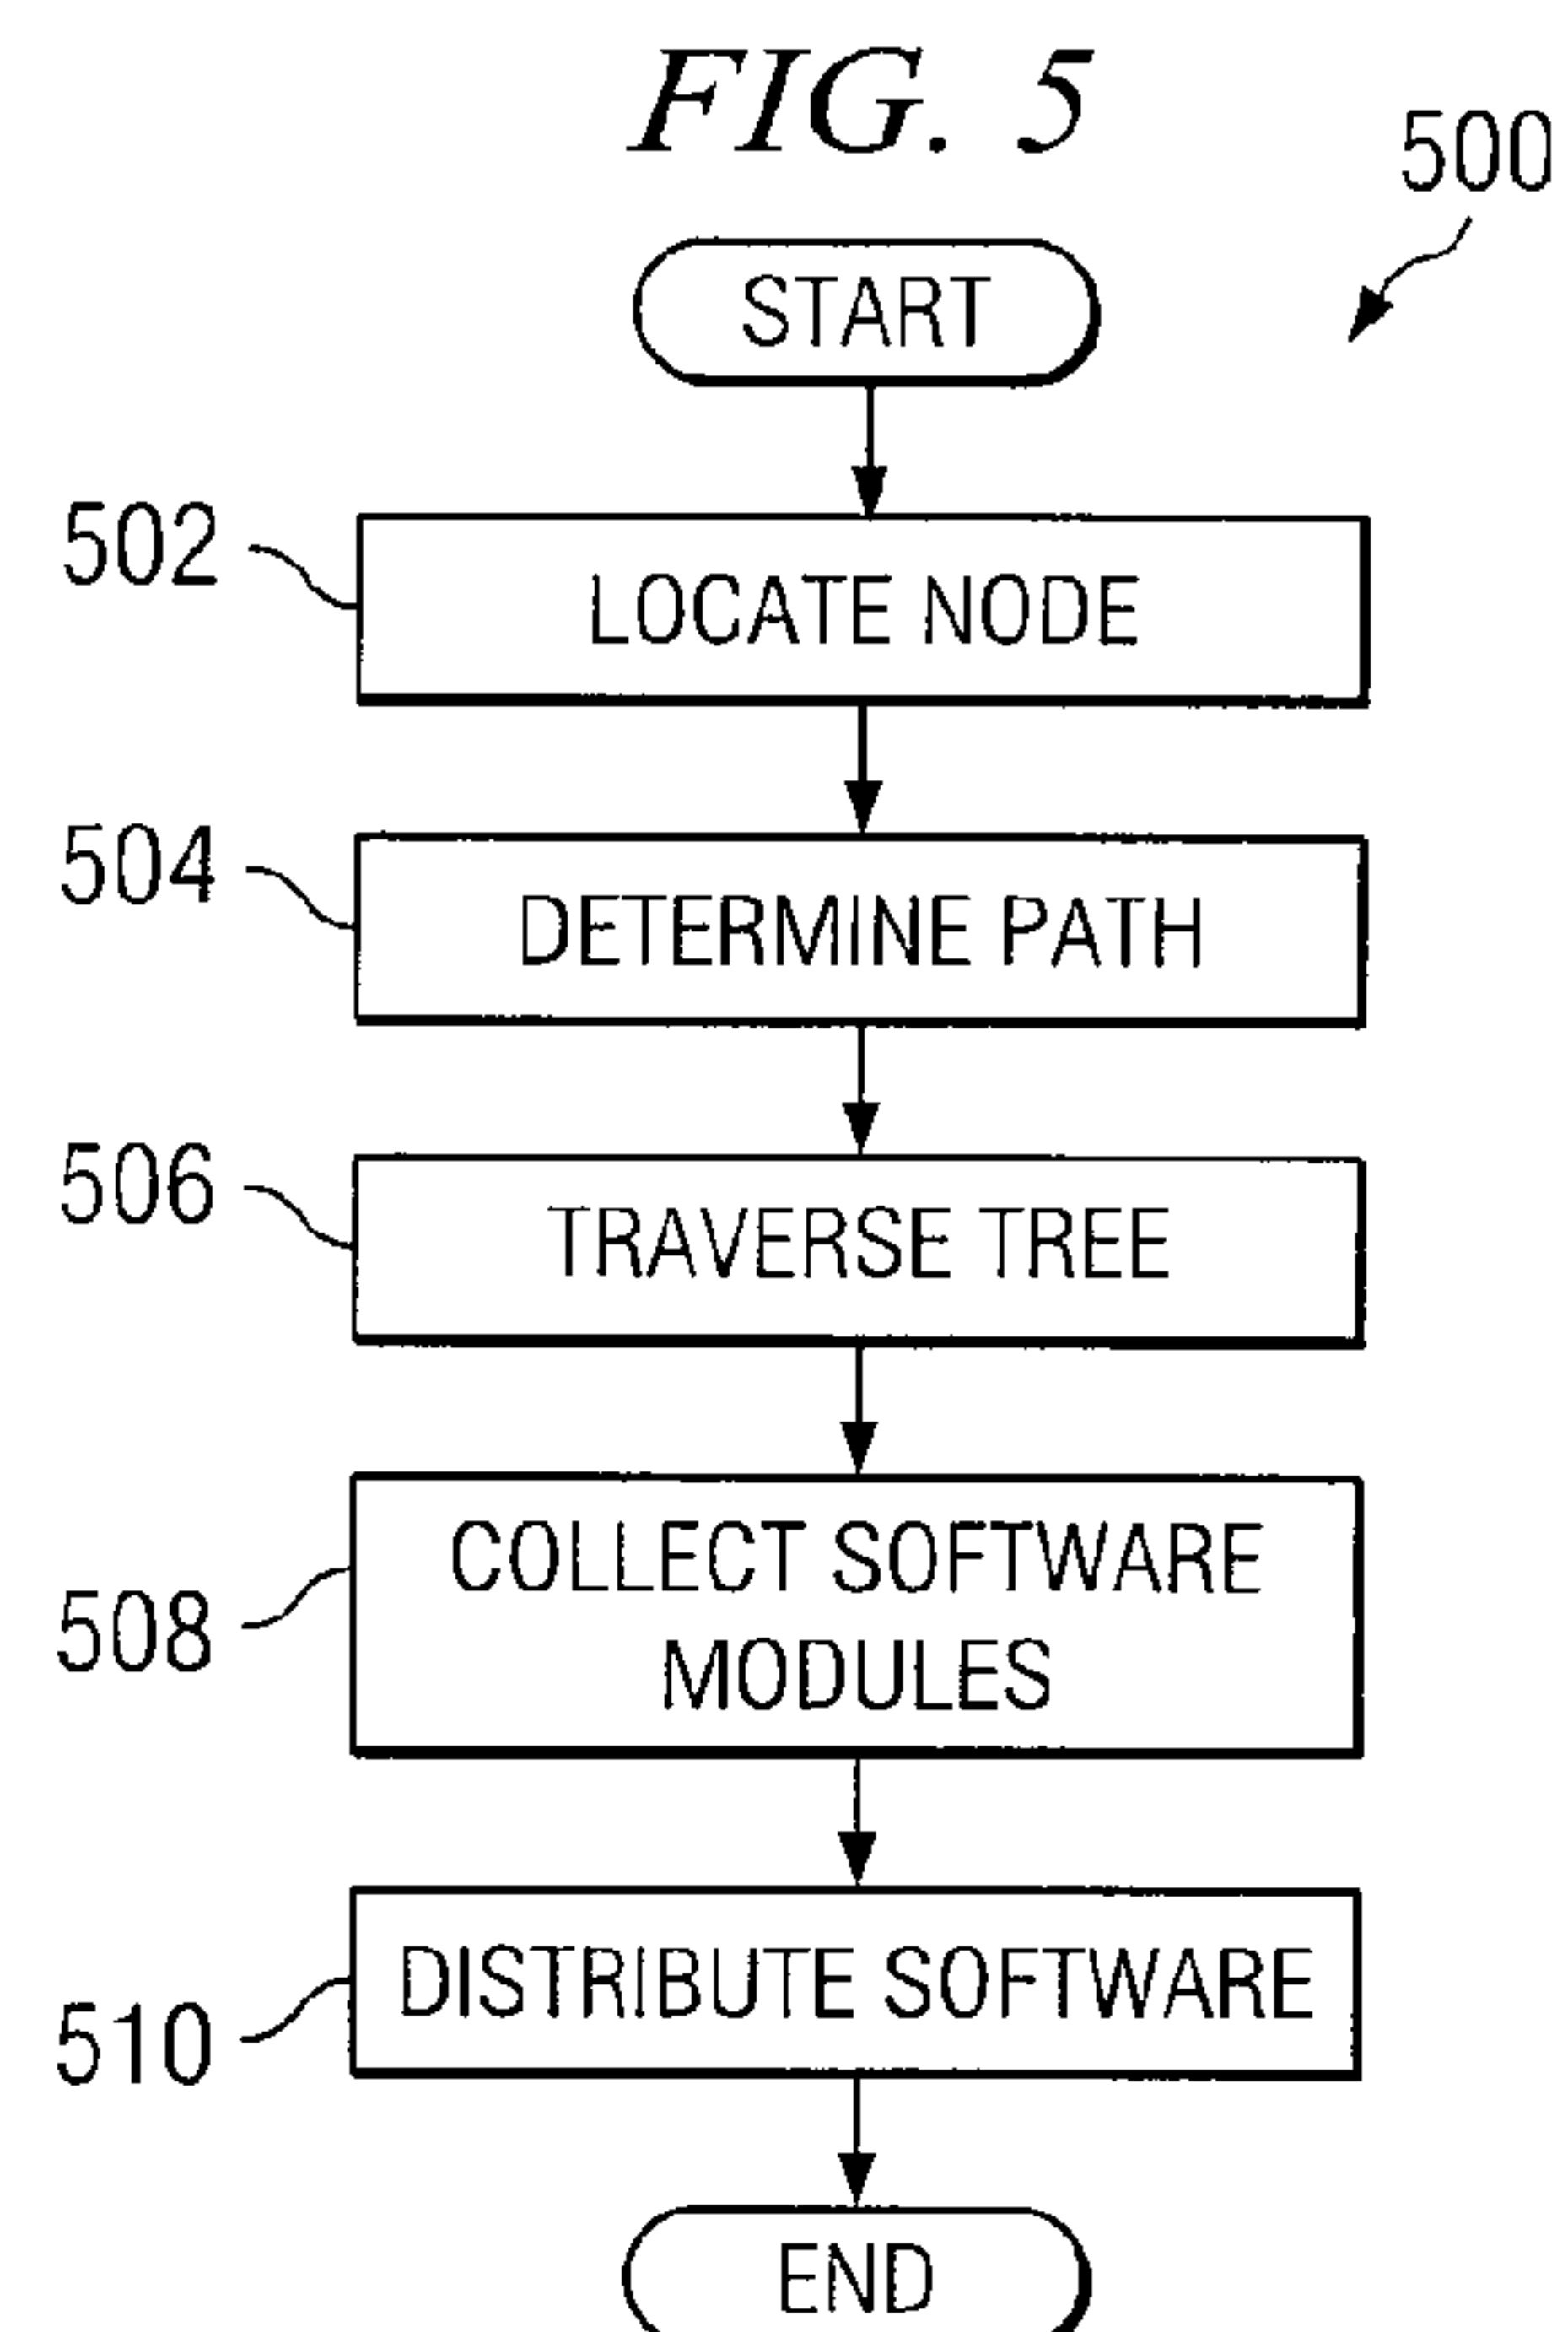 FIG. 5
500
START
502
LOCATE NODE
504
DETERMINE PATH
506
TRAVERSE TREE
508
COLLECT SOFTWARE
MODULES
510
DISTRIBUTE SOFTWARE
END